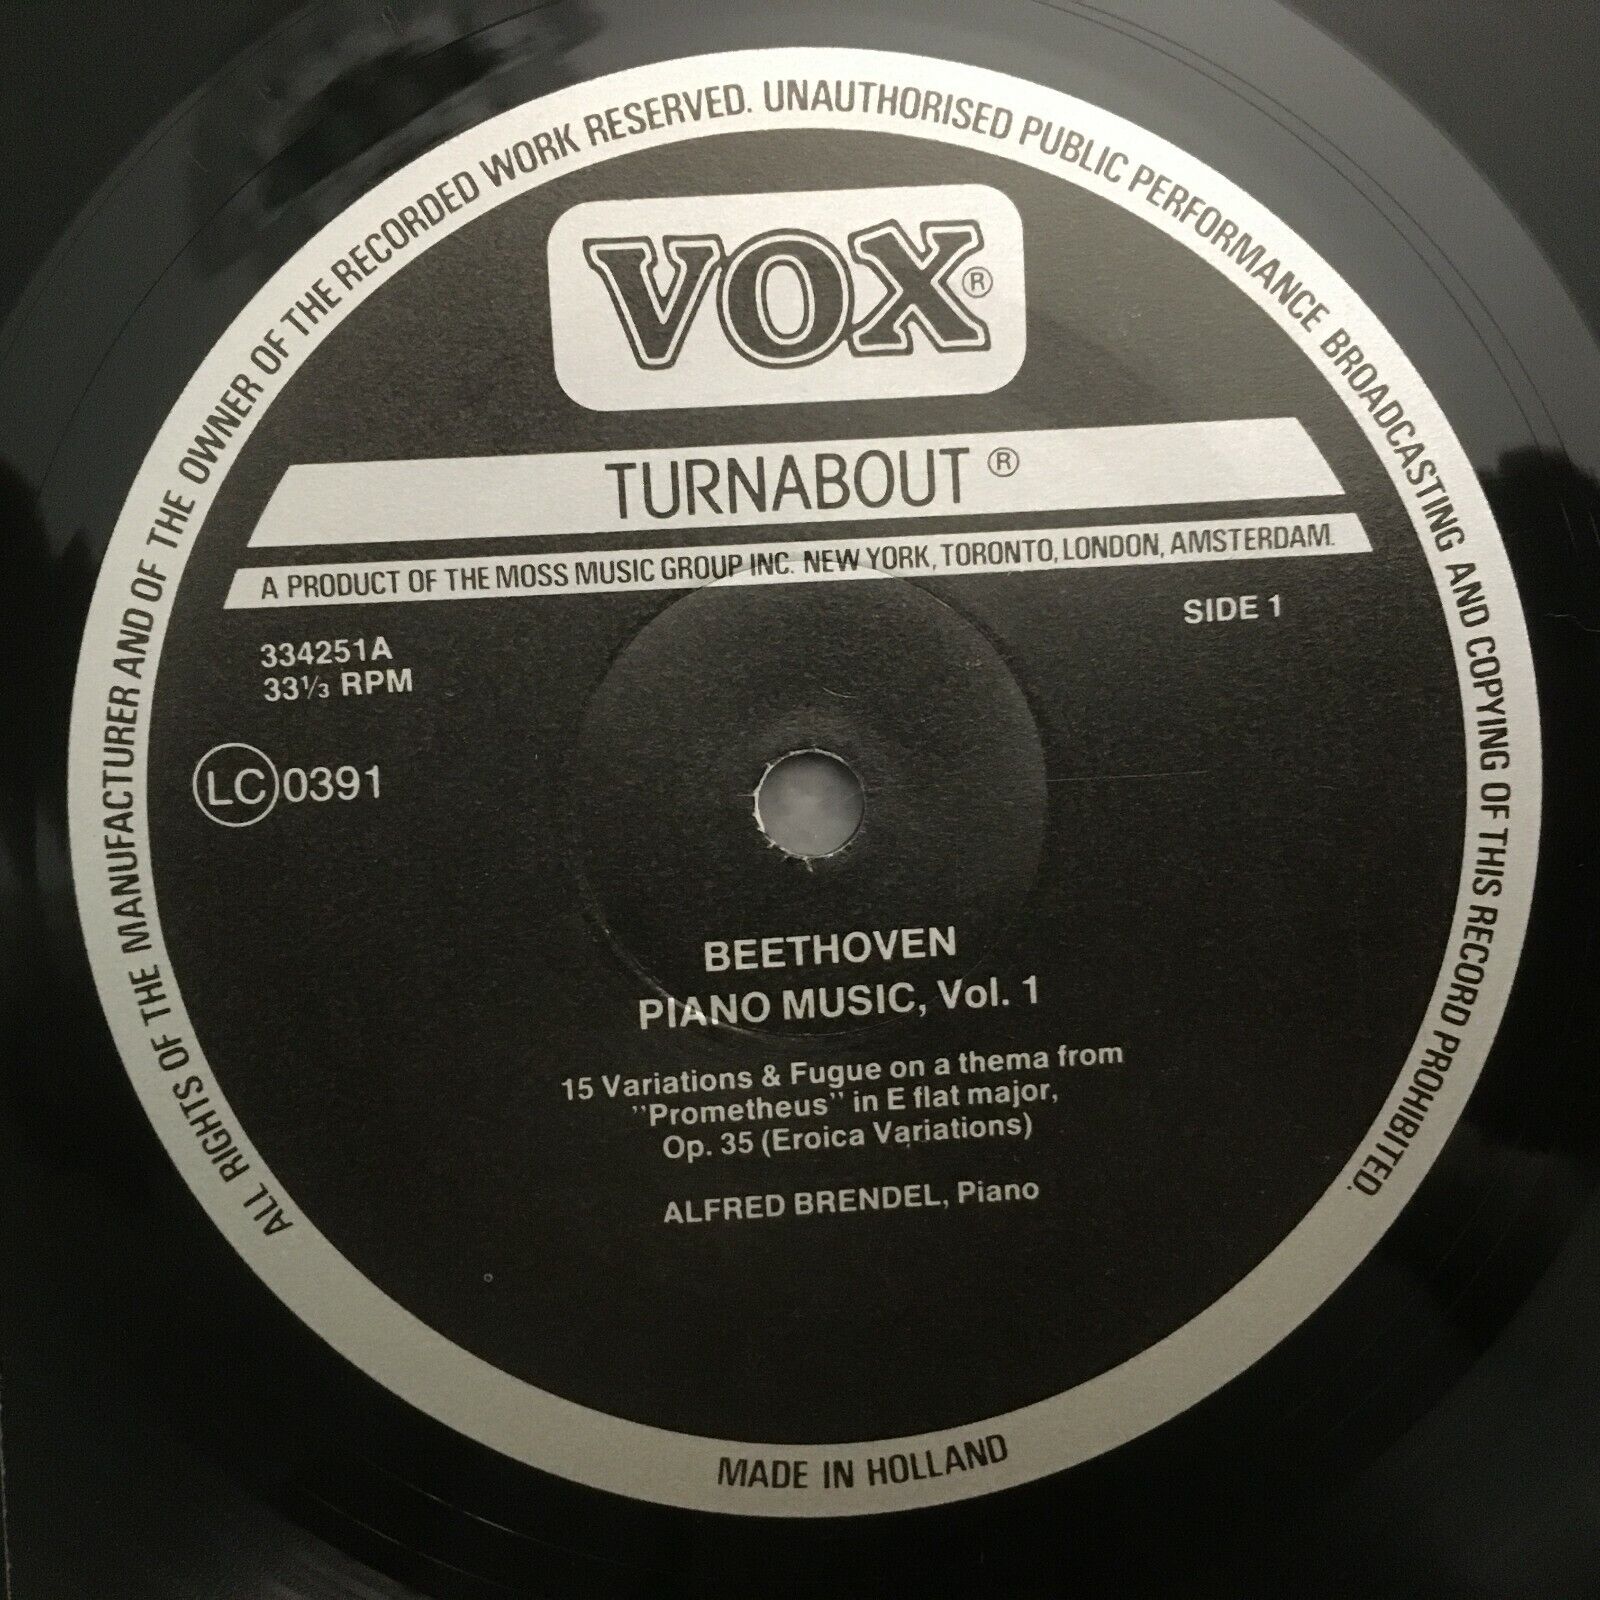 ALL RIGHTS OF THE MANUFACTURER AND OF THE OWNER OF THE RECORDED WORK RESERVED. UNAUTHORISED PUBLIC PERFORMANCE BROADCASTING AND COPYING OF THIS RECORD PROHIBITED.
VOX®
TURNABOUT ®
A PRODUCT OF THE MOSS MUSIC GROUP INC. NEW YORK, TORONTO, LONDON, AMSTERDAM.
SIDE 1
334251A
33⅓ RPM
LC 0391
BEETHOVEN
PIANO MUSIC, Vol. 1
15 Variations & Fugue on a thema from
"Prometheus" in E flat major,
Op. 35 (Eroica Variations)
ALFRED BRENDEL, Piano
MADE IN HOLLAND